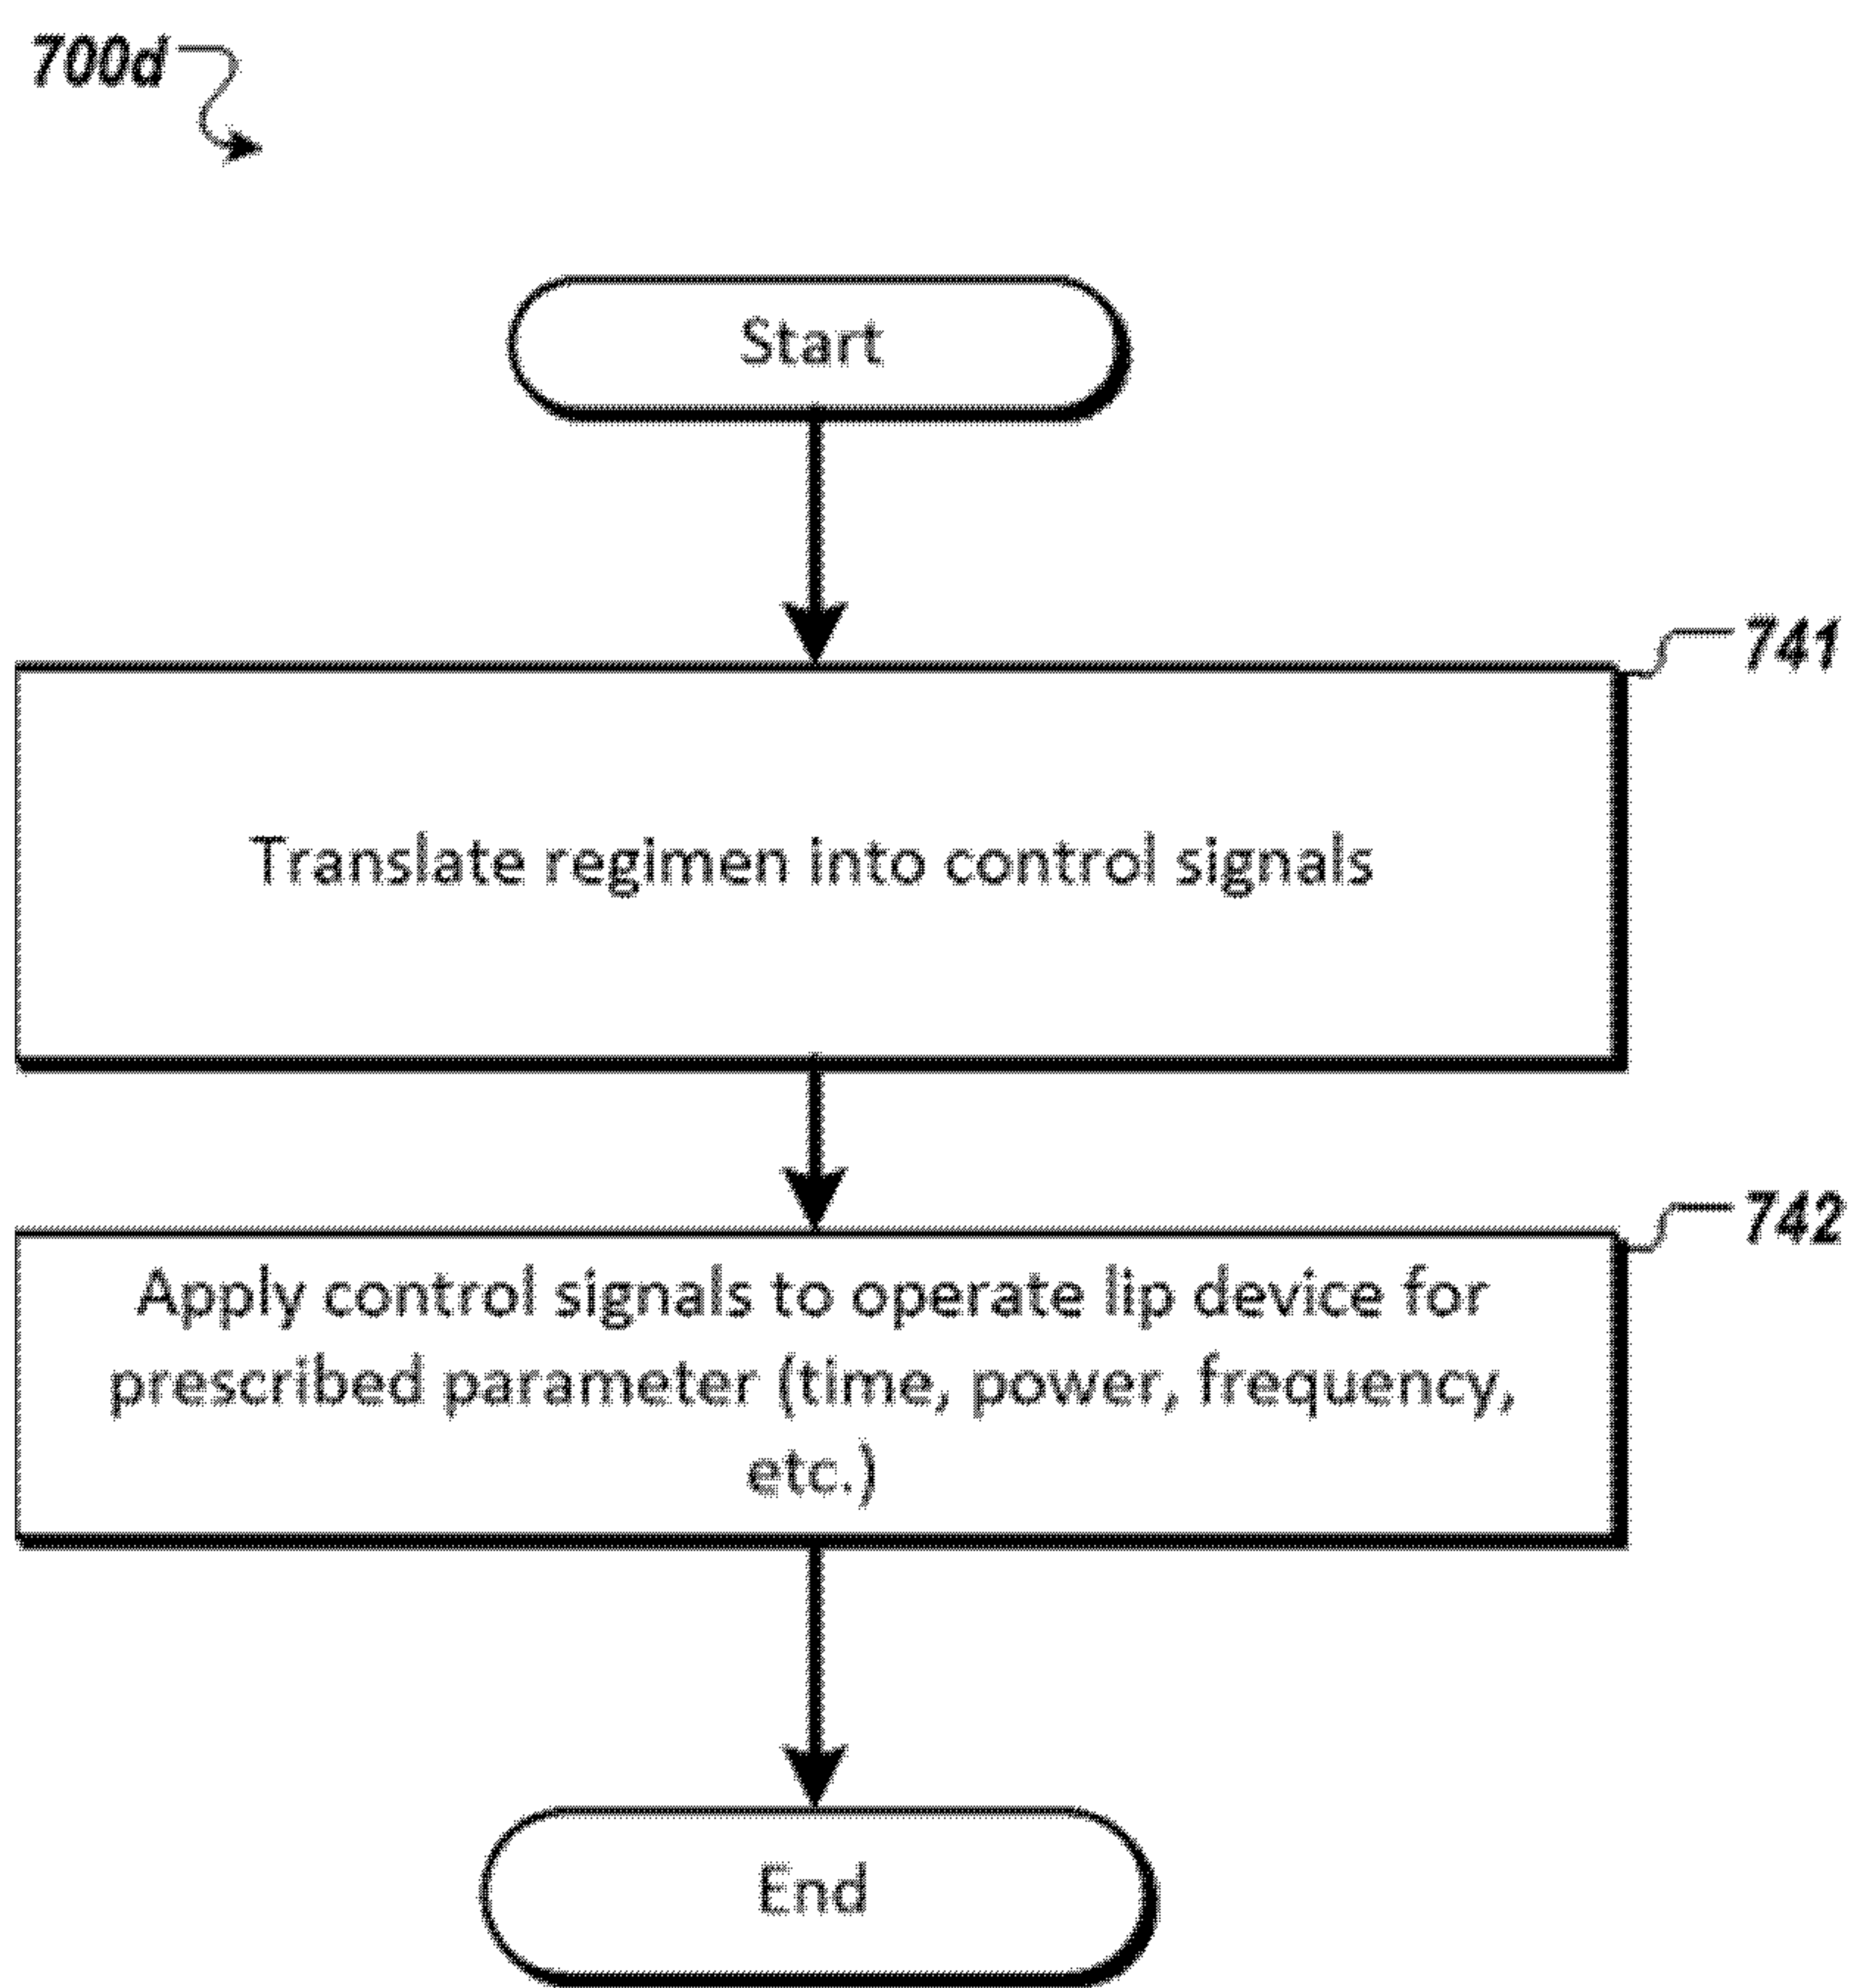 700d
Start
741
Translate regimen into control signals
742
Apply control signals to operate lip device for
prescribed parameter (time, power, frequency,
etc.)
End